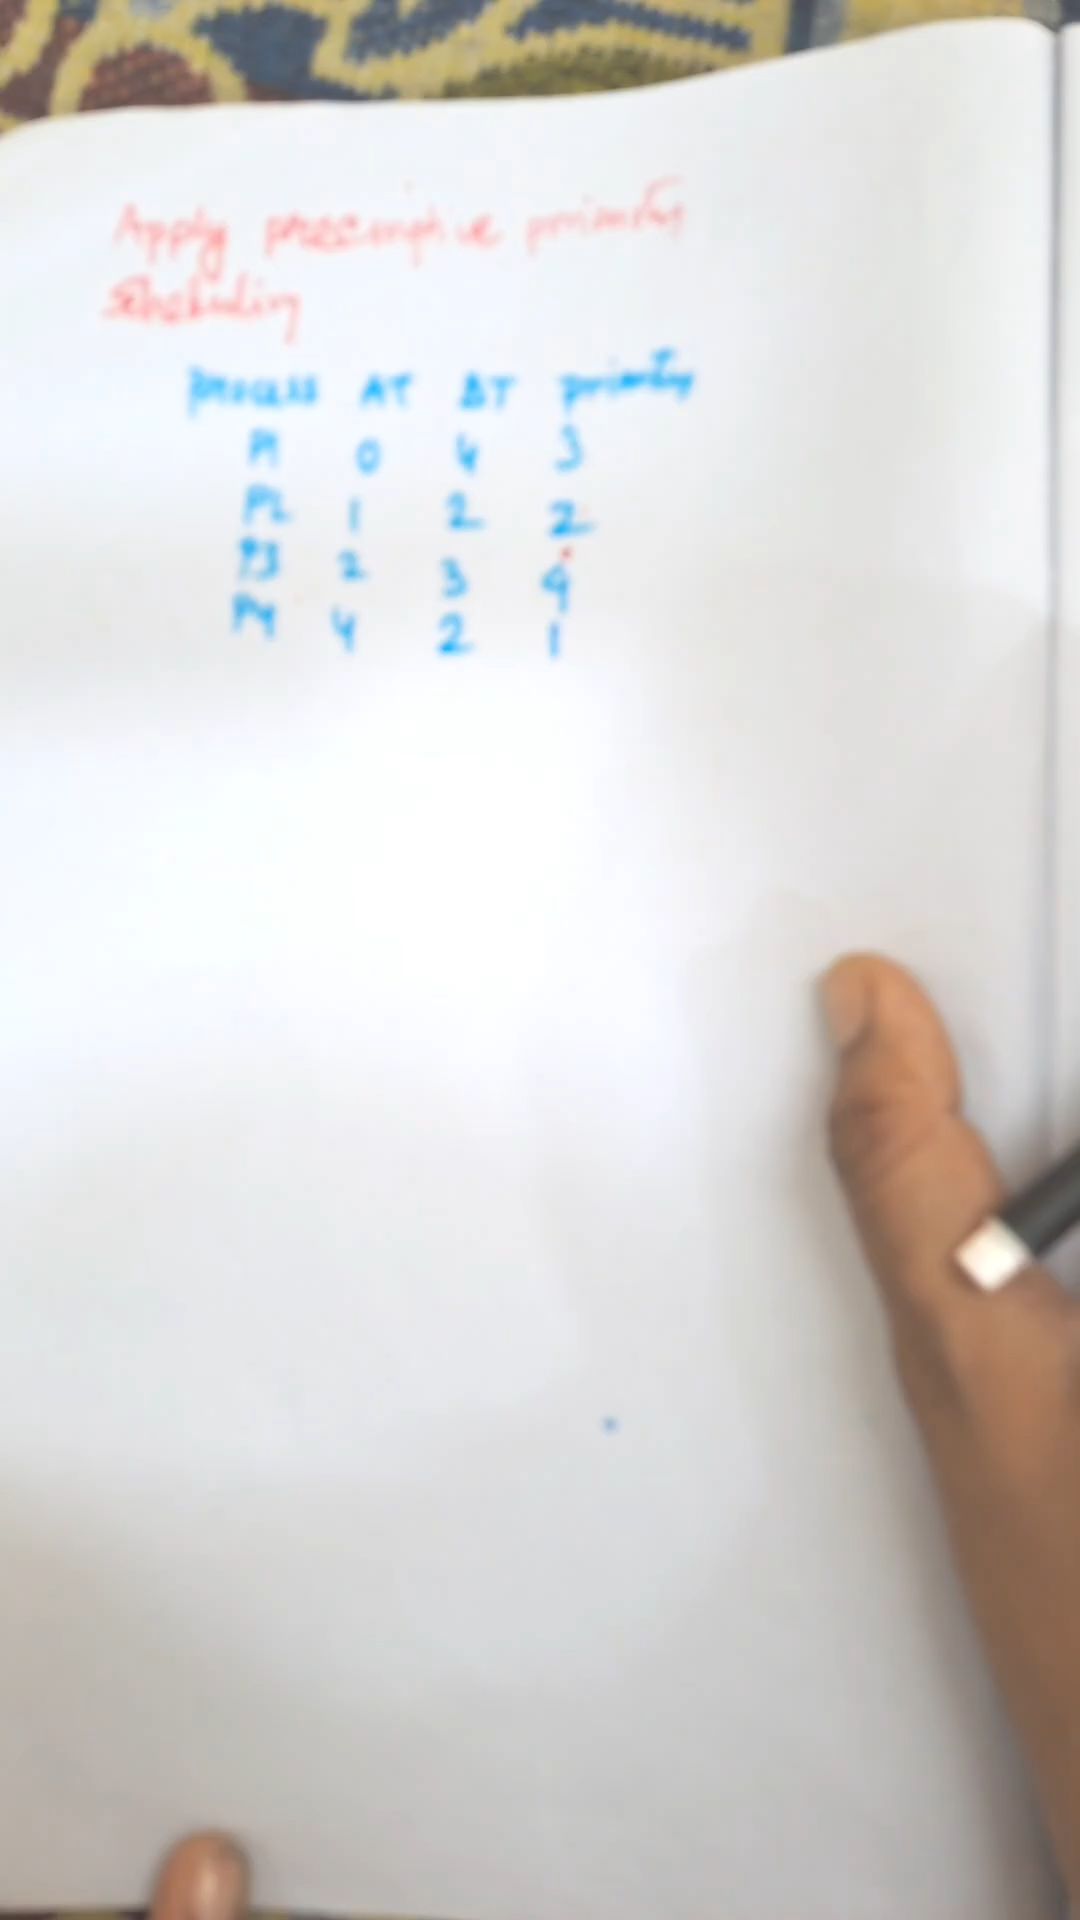 Apply preemptive priority
Scheduling
process AT BT priority
P1 0 4 3
P2 1 2 2
P3 2 3 4
P4 4 2 1